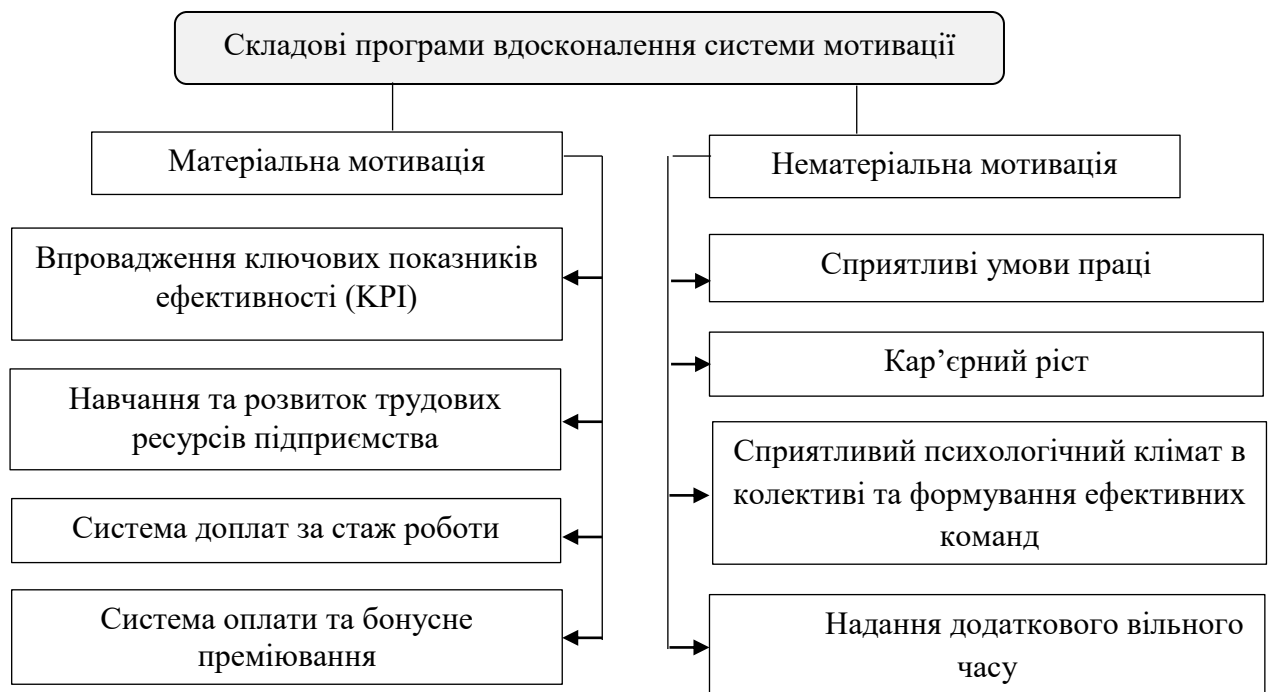 Складові програми вдосконалення системи мотивації
Матеріальна мотивація
Впровадження ключових показників
ефективності (KPI)
Навчання та розвиток трудових
ресурсів підприємства
Система доплат за стаж роботи
Система оплати та бонусне
преміювання
Нематеріальна мотивація
Сприятливі умови праці
Кар’єрний ріст
Сприятливий психологічний клімат в
колективі та формування ефективних
команд
Надання додаткового вільного
часу